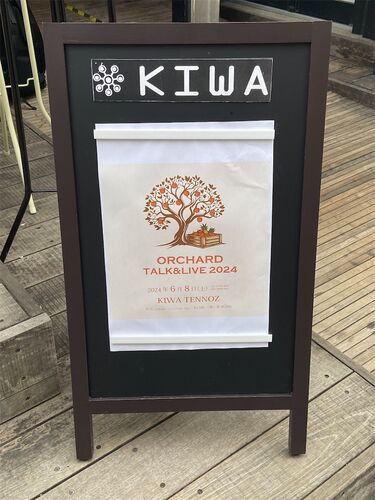 KIWA
ORCHARD
TALK&LIVE 2024
2024年6月8日(土)
KIWA TENNOZ